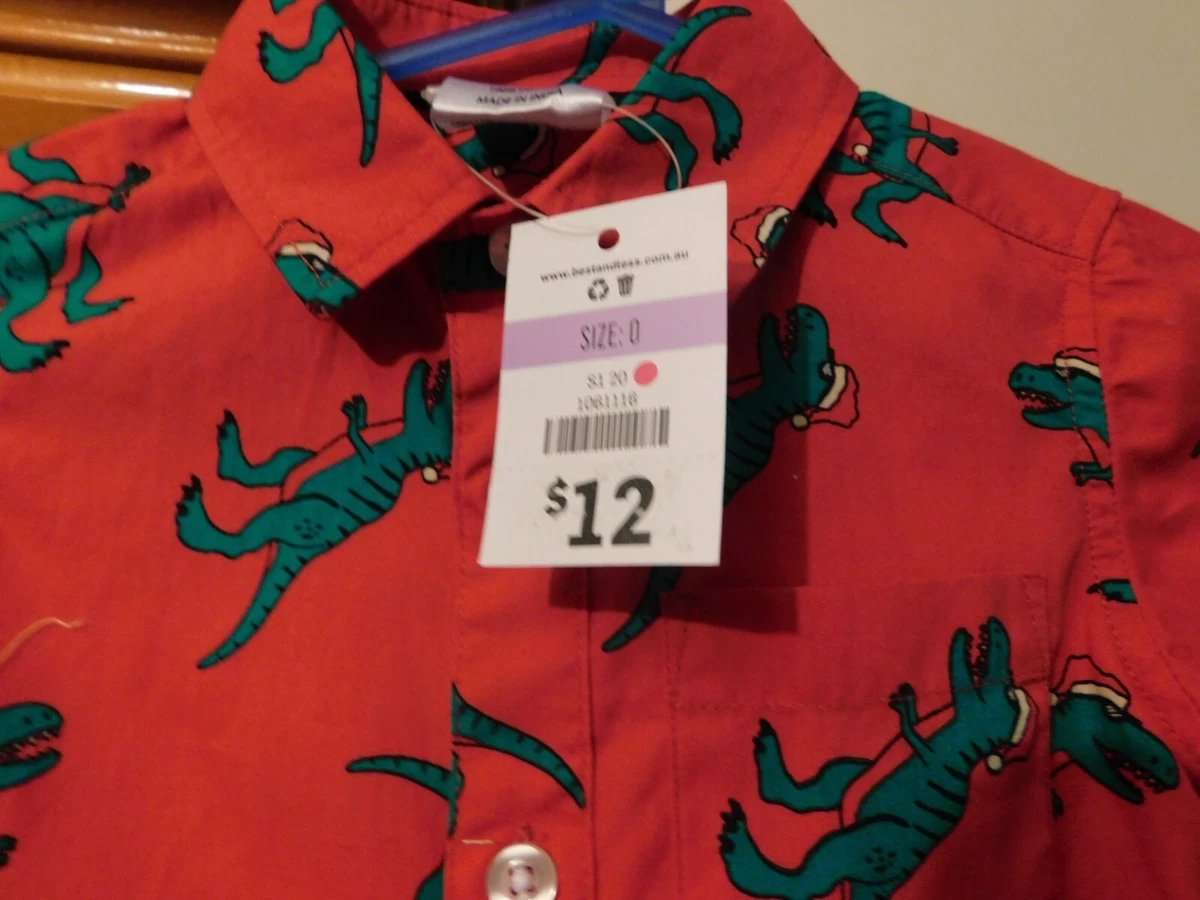 MADE IN INDIA
www.bestandless.com.au
SIZE: 0
S1 20
1061116
$12